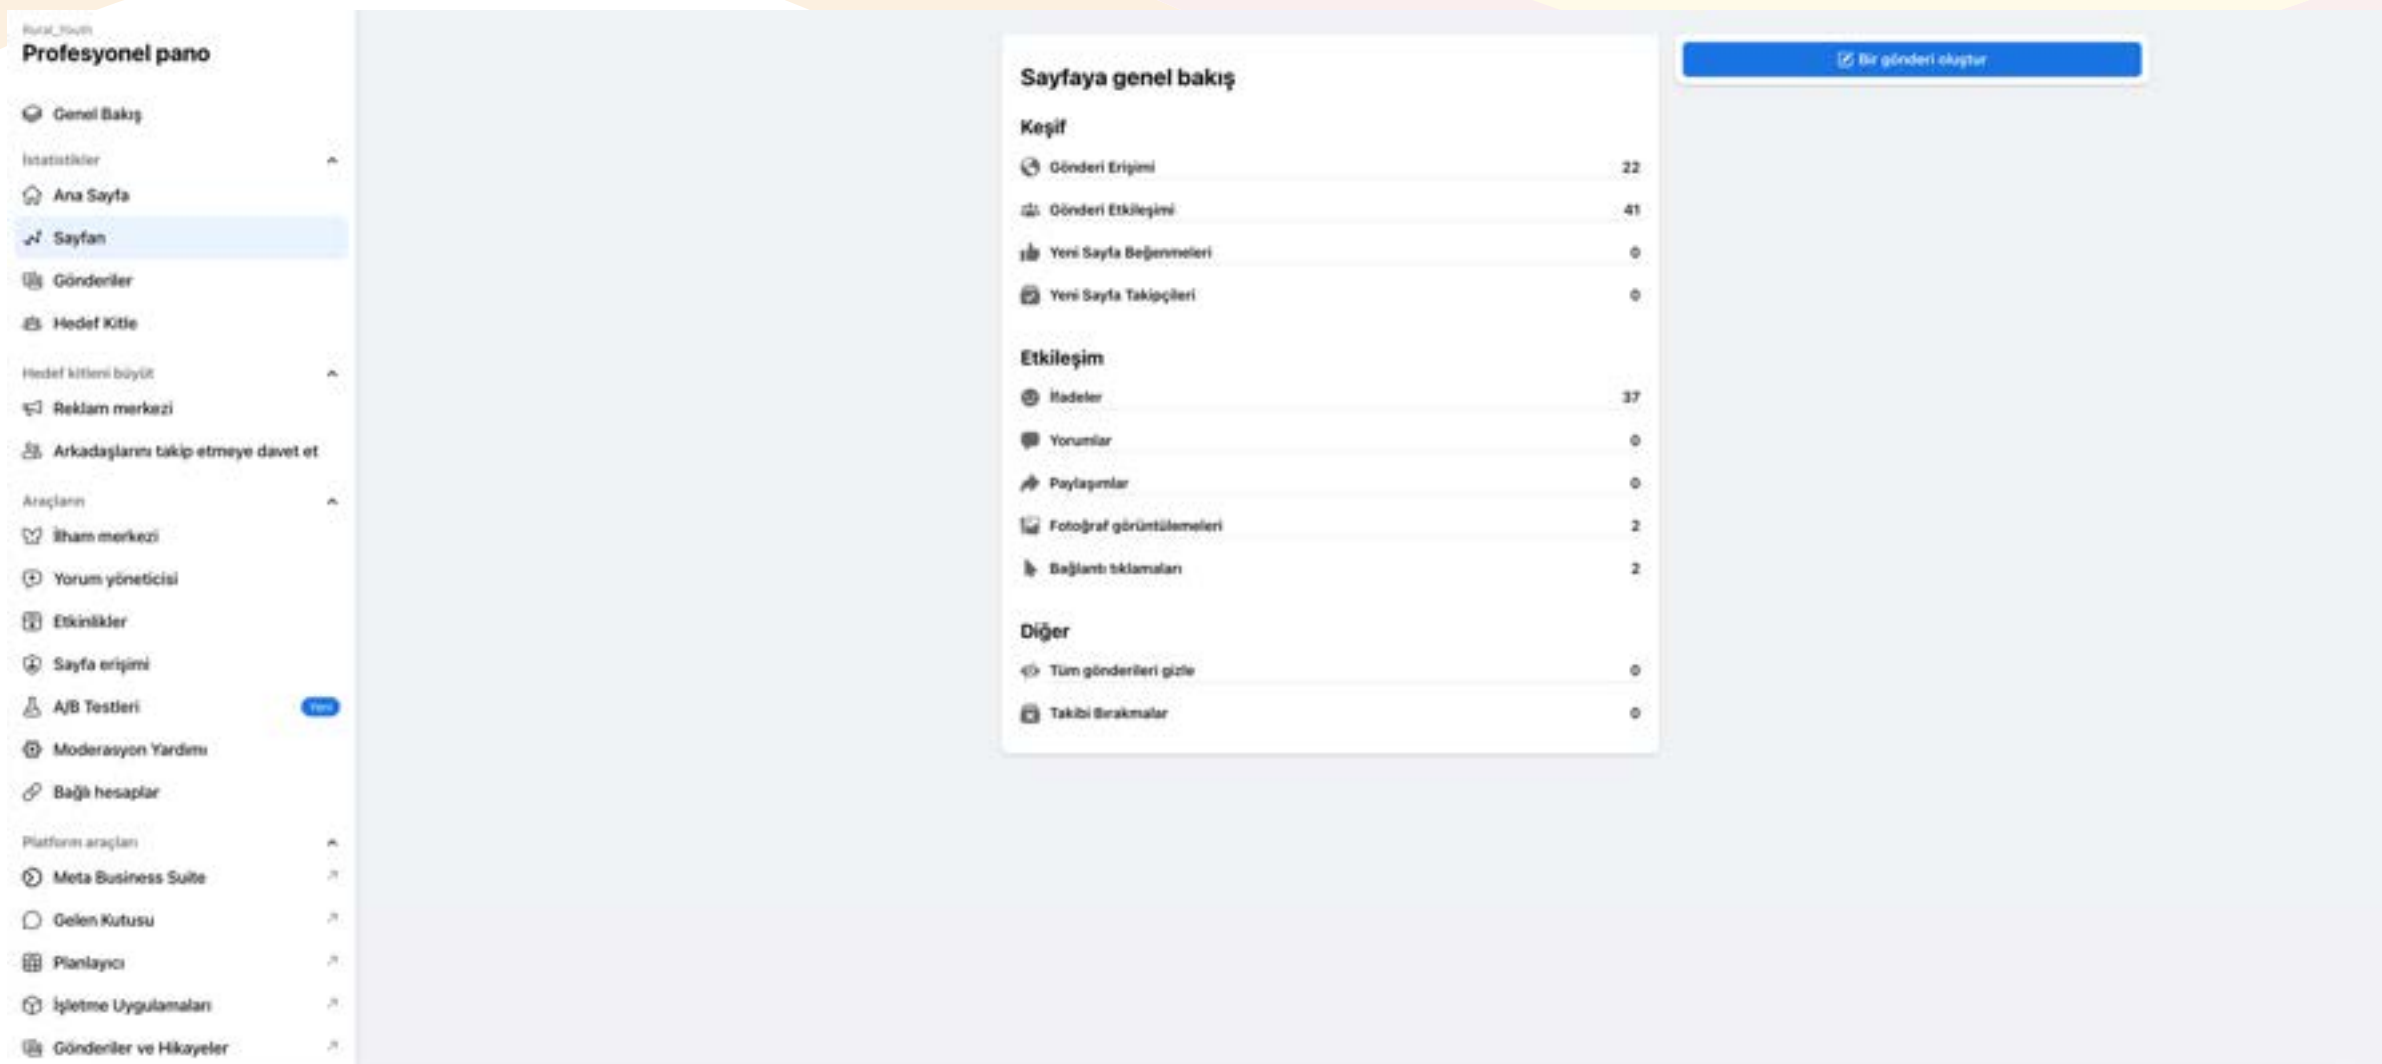 Rural_Youth
Profesyonel pano
Genel Bakış
İstatistikler
Ana Sayfa
Sayfan
Gönderiler
Hedef Kitle
Hedef kitleni büyüt
Reklam merkezi
Arkadaşlarını takip etmeye davet et
Araçların
İlham merkezi
Yorum yöneticisi
Etkinlikler
Sayfa erişimi
A/B Testleri
Yeni
Moderasyon Yardımı
Bağlı hesaplar
Platform araçları
Meta Business Suite
Gelen Kutusu
Planlayıcı
İşletme Uygulamaları
Gönderiler ve Hikayeler
Sayfaya genel bakış
Keşif
Gönderi Erişimi 22
Gönderi Etkileşimi 41
Yeni Sayfa Beğenmeleri 0
Yeni Sayfa Takipçileri 0
Etkileşim
İfadeler 37
Yorumlar 0
Paylaşımlar 0
Fotoğraf görüntülemeleri 2
Bağlantı tıklamaları 2
Diğer
Tüm gönderileri gizle 0
Takibi Bırakmalar 0
Bir gönderi oluştur